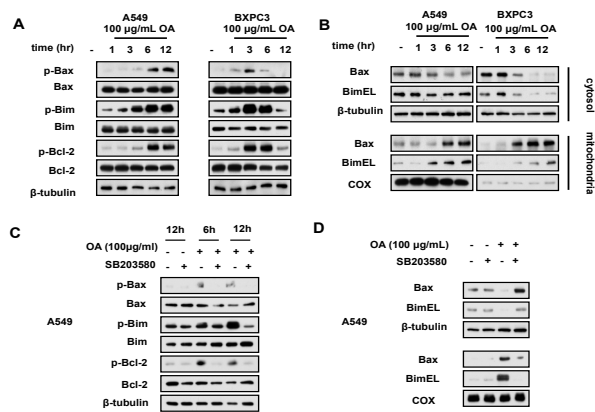 A
A549
100 µg/mL OA
BXPC3
100 µg/mL OA
time (hr) - 1 3 6 12 - 1 3 6 12
p-Bax
Bax
p-Bim
Bim
p-Bcl-2
Bcl-2
β-tubulin
B
A549
100 µg/mL OA
BXPC3
100 µg/mL OA
time (hr) - 1 3 6 12 - 1 3 6 12
Bax
BimEL
β-tubulin
cytosol
Bax
BimEL
COX
mitochondria
C
12h 6h 12h
OA (100µg/ml) - - + + + +
SB203580 - + - + - +
p-Bax
Bax
p-Bim
Bim
p-Bcl-2
Bcl-2
β-tubulin
A549
D
OA (100 µg/mL) - - + +
SB203580 - + - +
Bax
BimEL
β-tubulin
A549
Bax
BimEL
COX